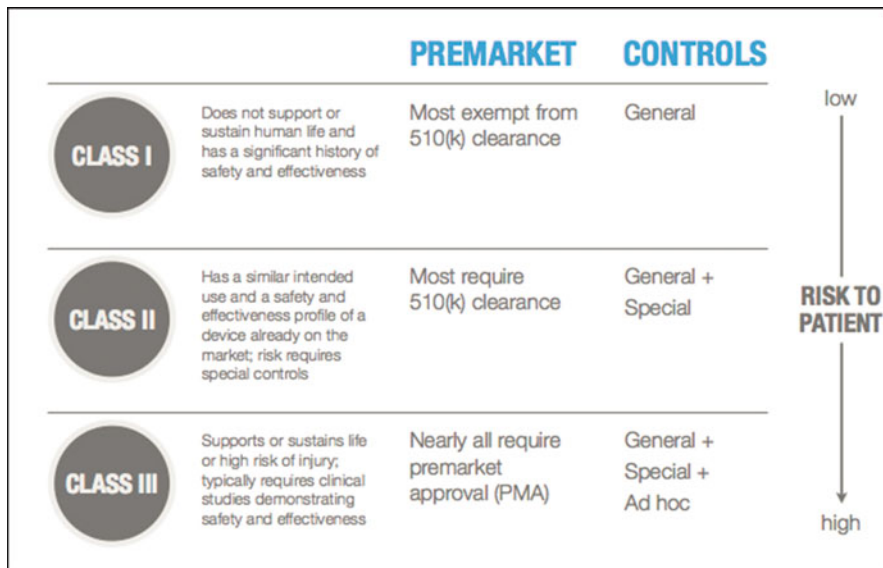 PREMARKET CONTROLS
CLASS I
Does not support or
sustain human life and
has a significant history of
safety and effectiveness
Most exempt from
510(k) clearance
General
CLASS II
Has a similar intended
use and a safety and
effectiveness profile of a
device already on the
market; risk requires
special controls
Most require
510(k) clearance
General +
Special
CLASS III
Supports or sustains life
or high risk of injury;
typically requires clinical
studies demonstrating
safety and effectiveness
Nearly all require
premarket
approval (PMA)
General +
Special +
Ad hoc
low
RISK TO
PATIENT
high